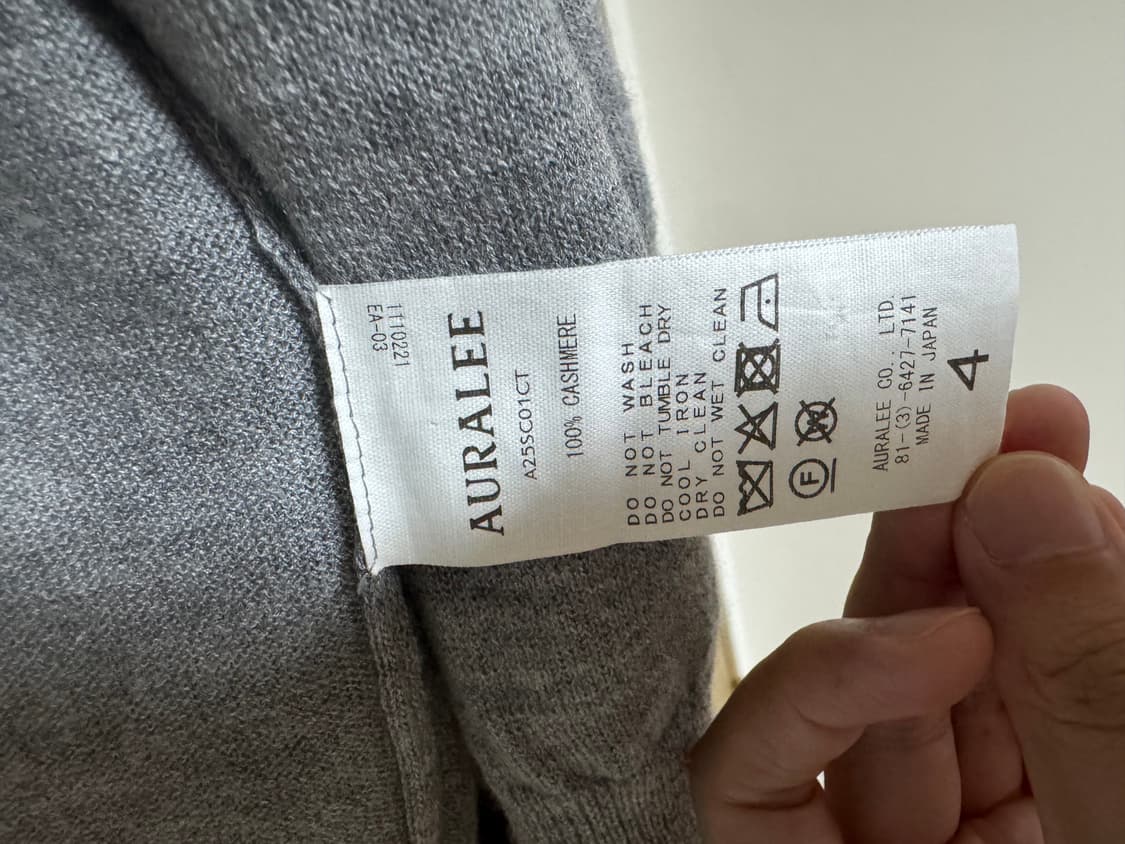 1110221
EA-03
AURALEE
A25SC01CT
100% CASHMERE
DO NOT WASH
DO NOT BLEACH
DO NOT TUMBLE DRY
COOL IRON
DRY CLEAN
DO NOT WET CLEAN
F
W
AURALEE CO., LTD.
81-(3)-6427-7141
MADE IN JAPAN
4